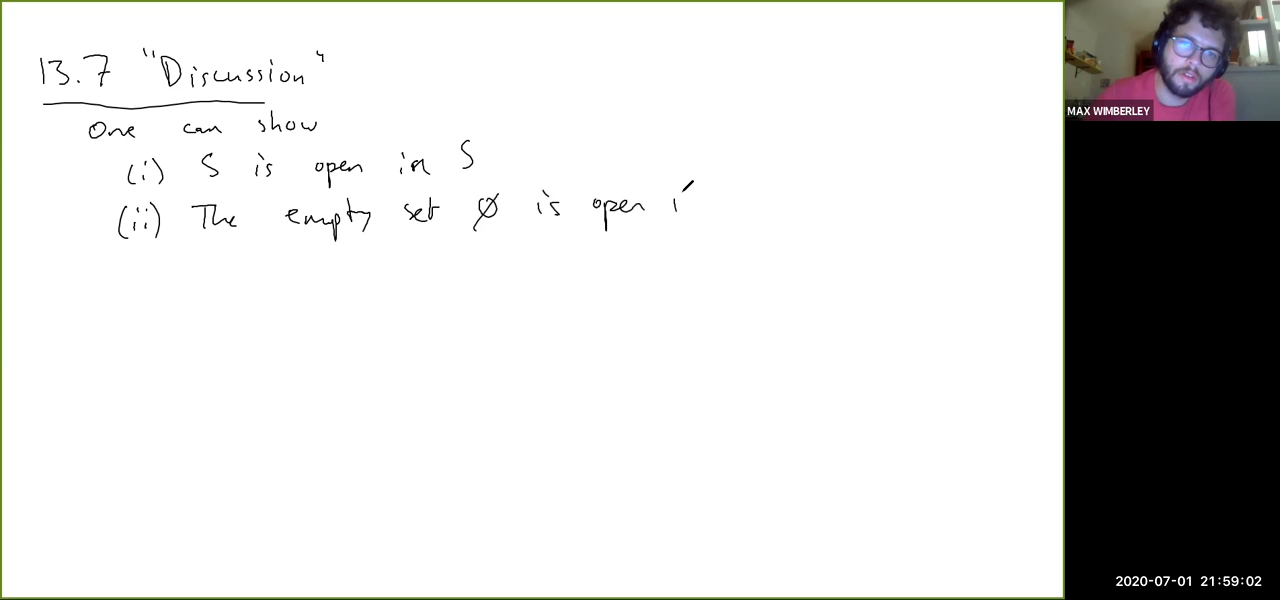 13.7 "Discussion"
One can show
(i) S is open in S
(ii) The empty set ∅ is open i
MAX WIMBERLEY
2020-07-01 21:59:02